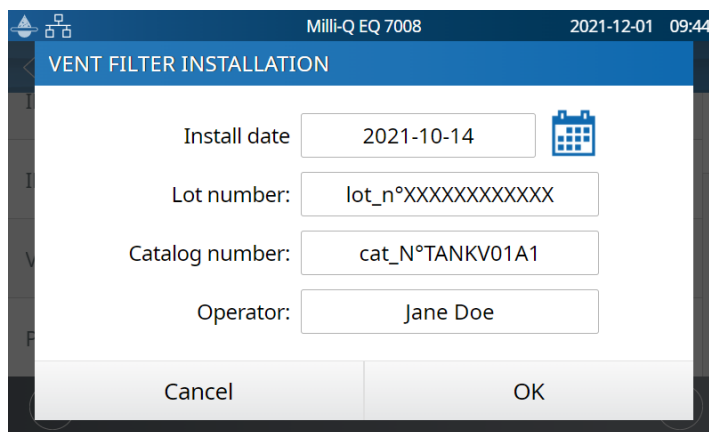 Milli-Q EQ 7008 2021-12-01 09:44
VENT FILTER INSTALLATION
Install date 2021-10-14
Lot number: lot_n°XXXXXXXXXXXX
Catalog number: cat_N°TANKV01A1
Operator: Jane Doe
Cancel OK